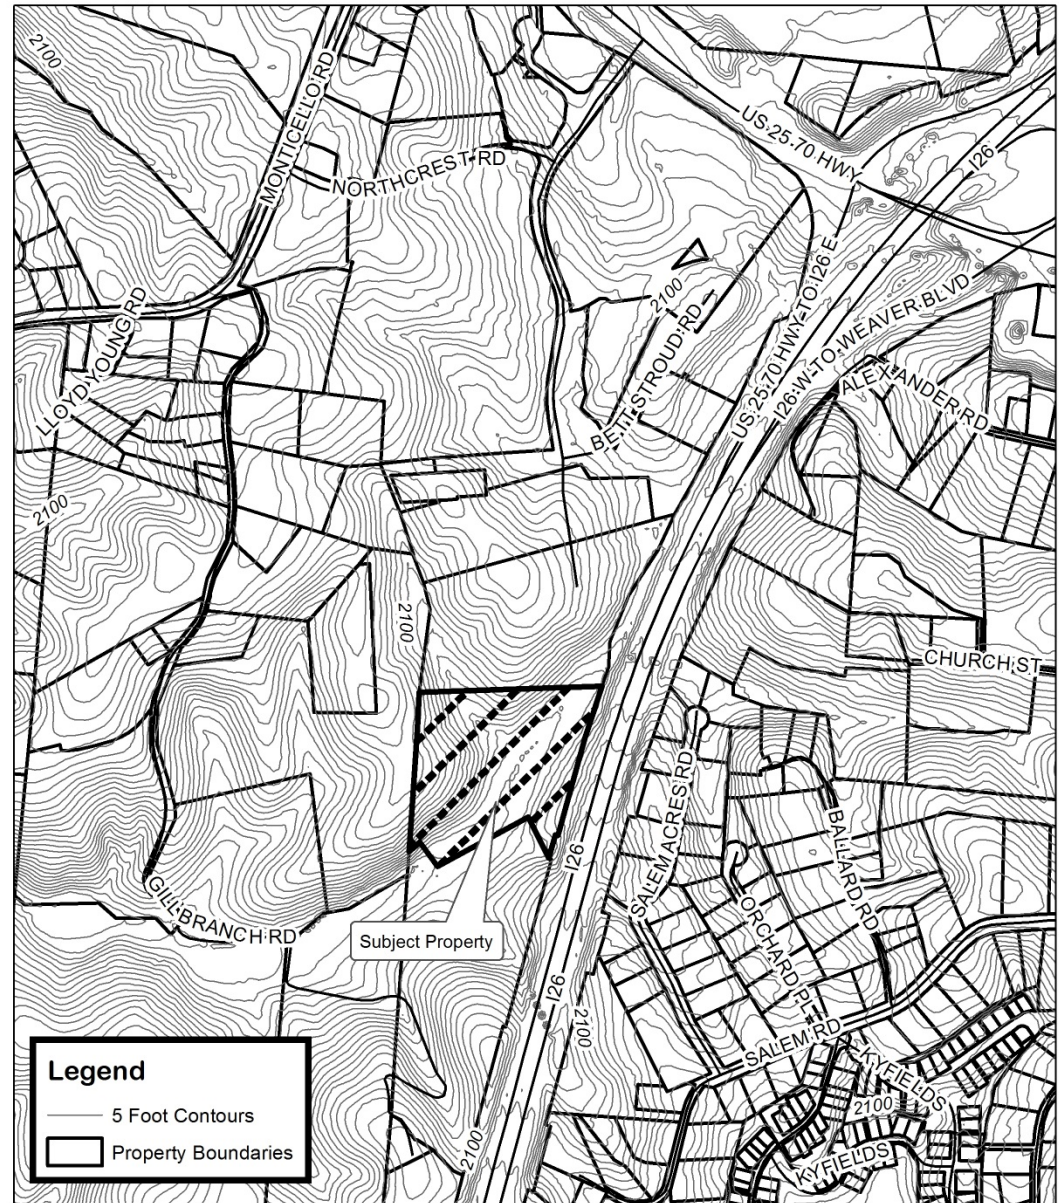 2100
MONTICELLO RD
US 25-70 HWY
I26
NORTHCREST RD
LLOYD YOUNG RD
2100
BETT STROUD RD
US 25-70 HWY-TO I26 E
I26 W-TO-WEAVER BLVD
ALEXANDER RD
2100
2100
CHURCH ST
SALEM ACRES RD
BALLARD RD
I26
GILL BRANCH RD
ORCHARD PL
Subject Property
I26
2100
SALEM RD
KYFIELDS
2100
2100
KYFIELDS
Legend
5 Foot Contours
Property Boundaries